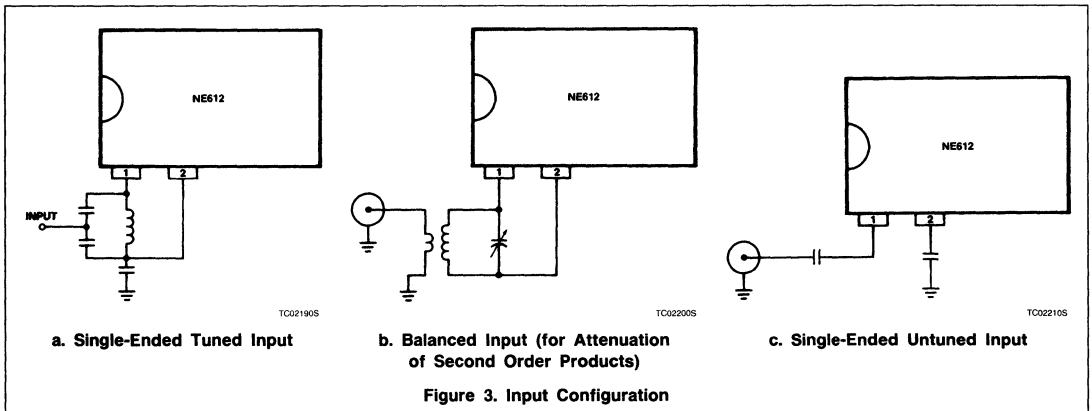 NE612
1
2
INPUT
TC02190S
a. Single-Ended Tuned Input
NE612
1
2
TC02200S
b. Balanced Input (for Attenuation
of Second Order Products)
NE612
1
2
TC02210S
c. Single-Ended Untuned Input
Figure 3. Input Configuration